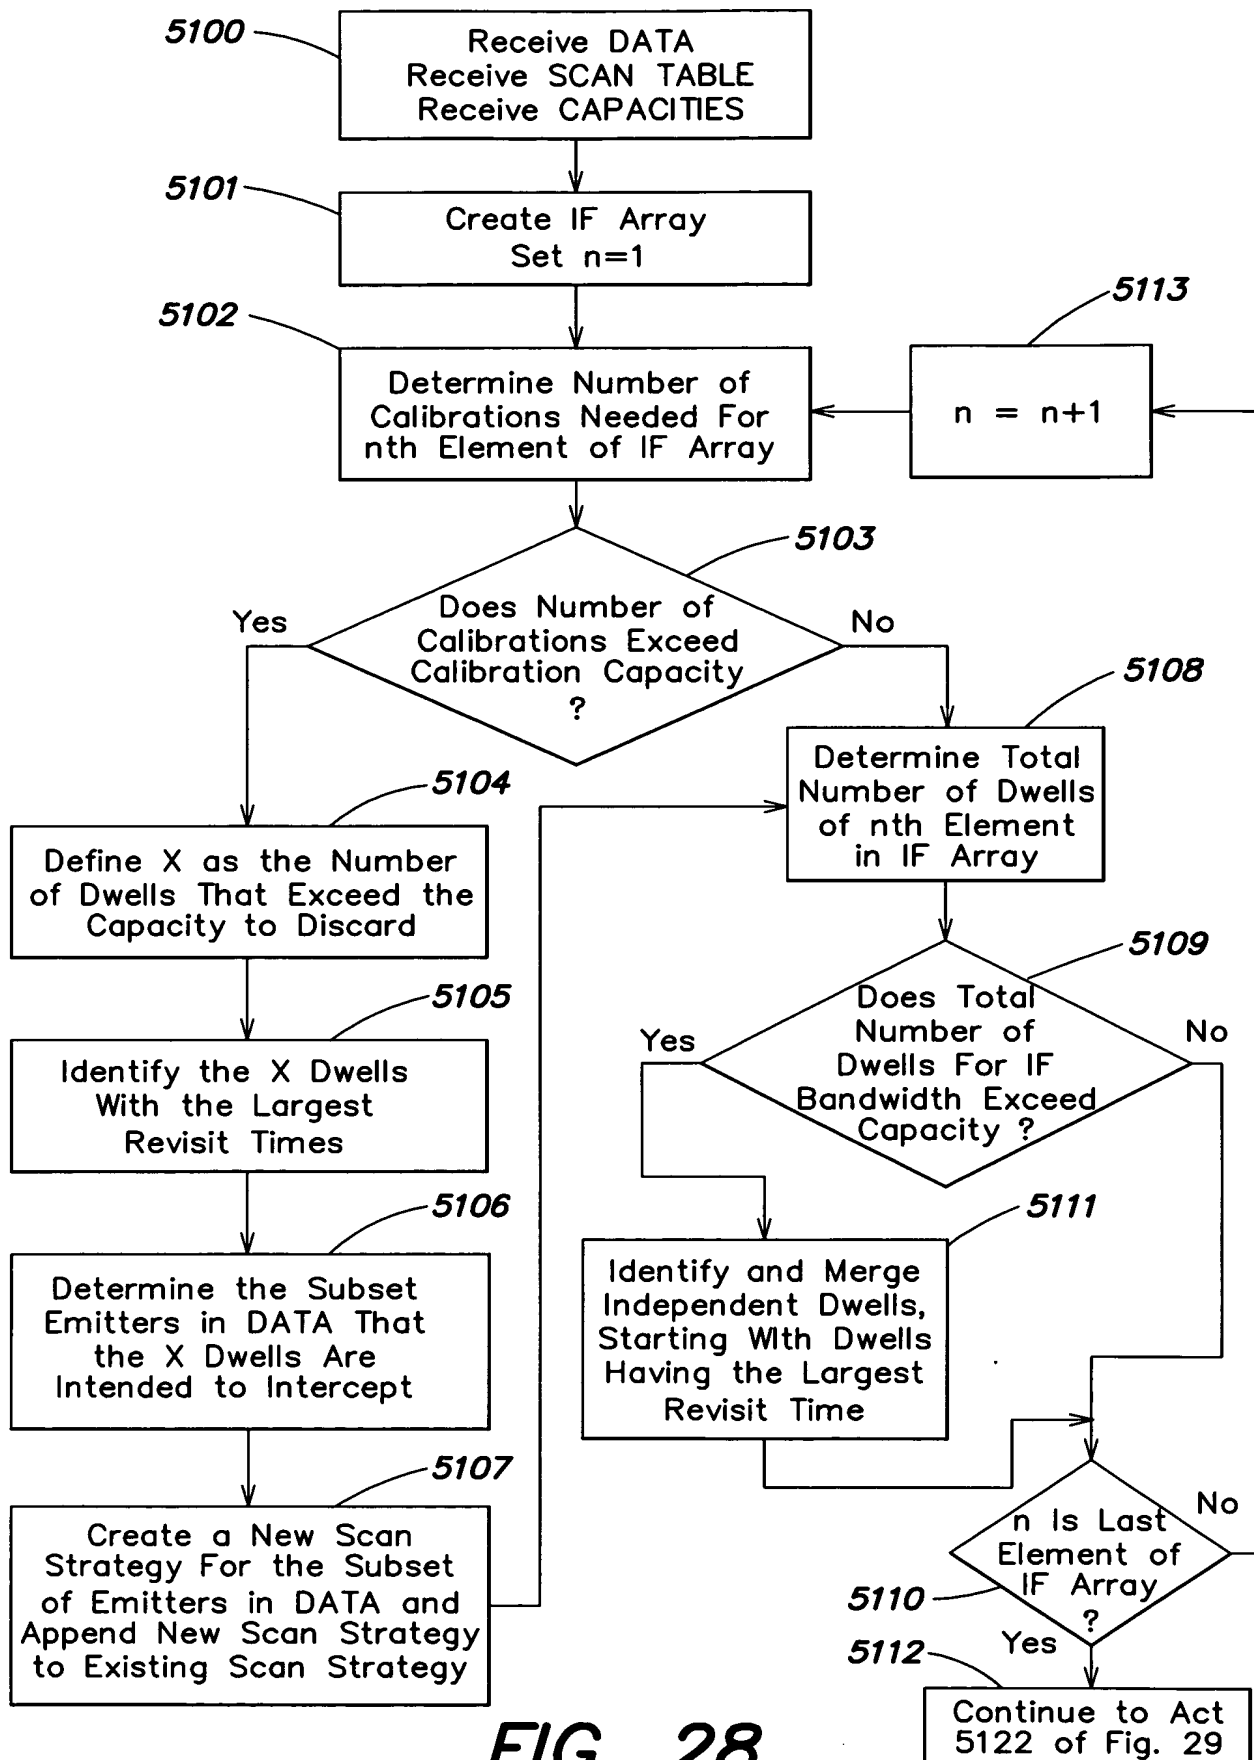 5100
Receive DATA
Receive SCAN TABLE
Receive CAPACITIES
5101
Create IF Array
Set n=1
5102
Determine Number of
Calibrations Needed For
nth Element of IF Array
5113
n = n+1
5103
Does Number of
Calibrations Exceed
Calibration Capacity
?
Yes
No
5108
Determine Total
Number of Dwells
of nth Element
in IF Array
5104
Define X as the Number
of Dwells That Exceed the
Capacity to Discard
5109
Does Total
Number of
Dwells For IF
Bandwidth Exceed
Capacity ?
Yes
No
5105
Identify the X Dwells
With the Largest
Revisit Times
5106
Determine the Subset
Emitters in DATA That
the X Dwells Are
Intended to Intercept
5111
Identify and Merge
Independent Dwells,
Starting With Dwells
Having the Largest
Revisit Time
5107
Create a New Scan
Strategy For the Subset
of Emitters in DATA and
Append New Scan Strategy
to Existing Scan Strategy
n Is Last
Element of
IF Array
?
No
5110
Yes
5112
Continue to Act
5122 of Fig. 29
FIG. 28